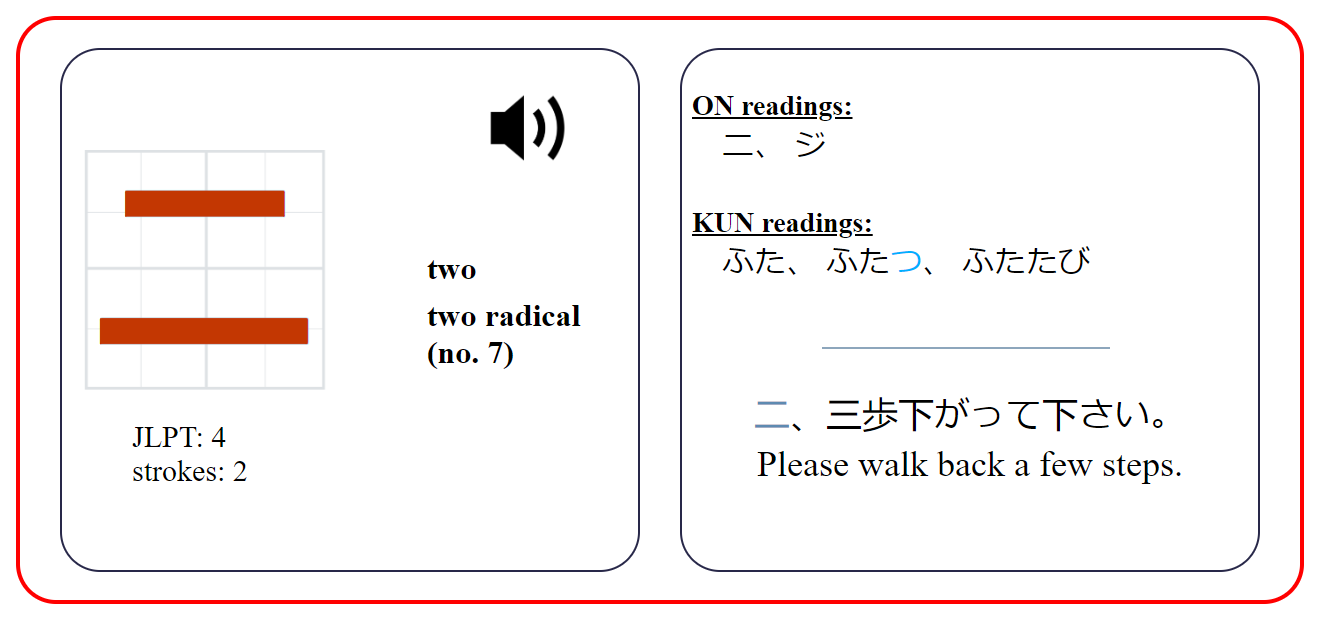 two
two radical
(no. 7)
JLPT: 4
strokes: 2
ON readings:
ニ、 ジ
KUN readings:
ふた、 ふたつ、 ふたたび
二、三歩下がって下さい。
Please walk back a few steps.